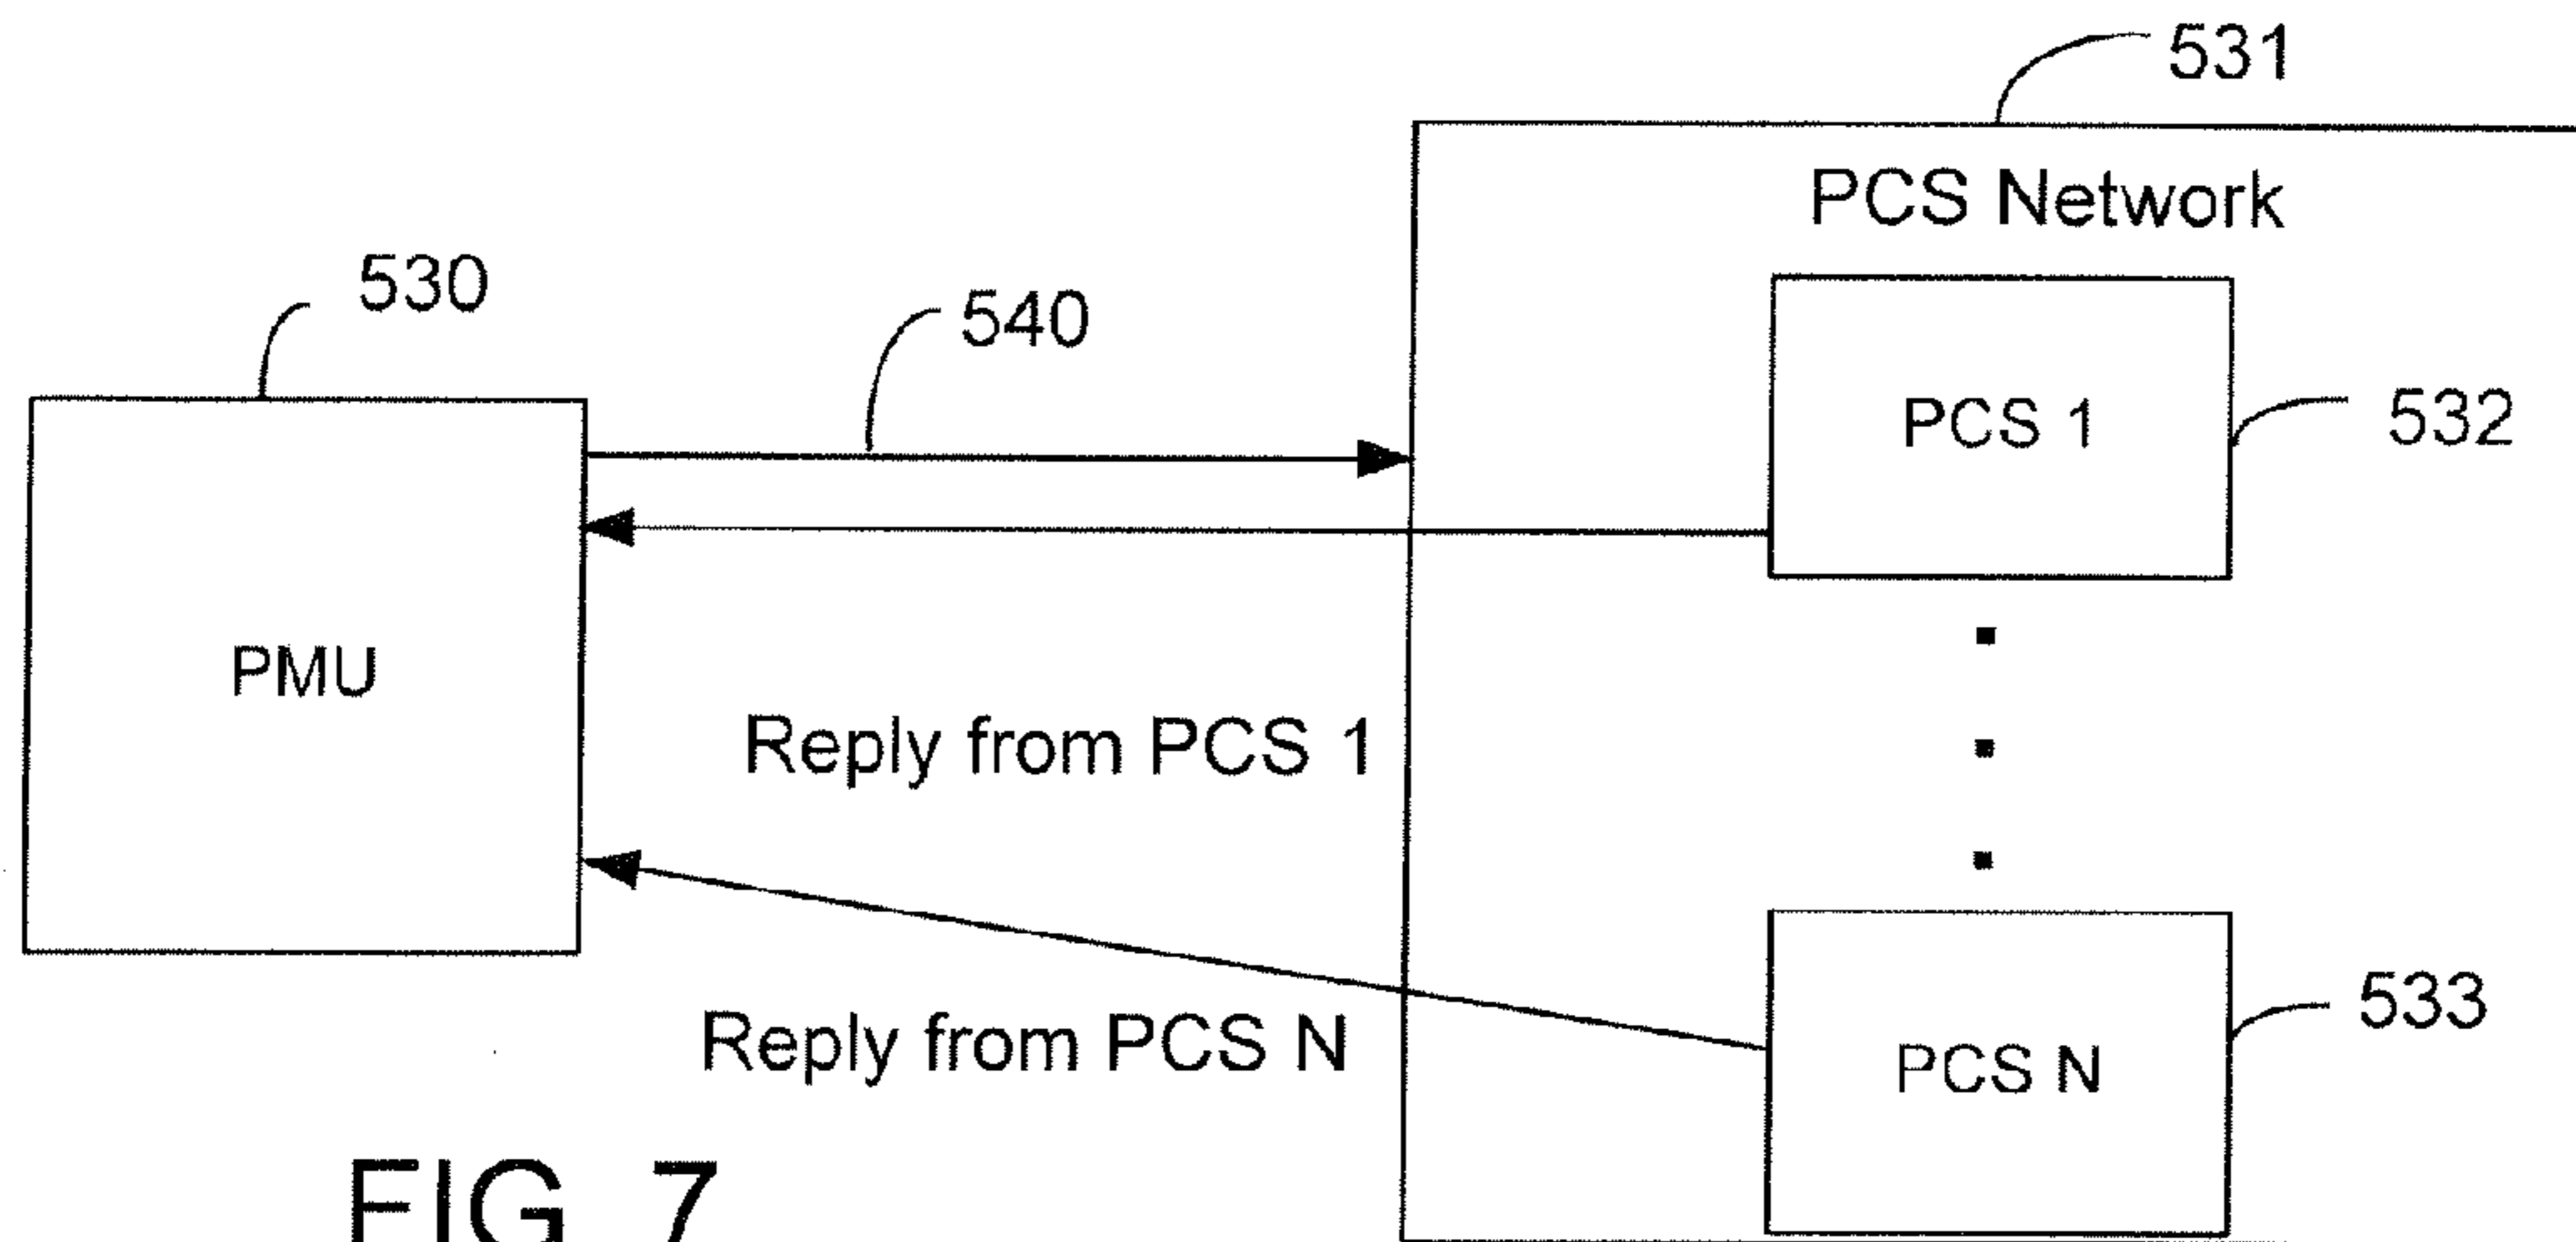 531
PCS Network
530
540
PCS 1
532
PMU
Reply from PCS 1
533
Reply from PCS N
PCS N
FIG 7